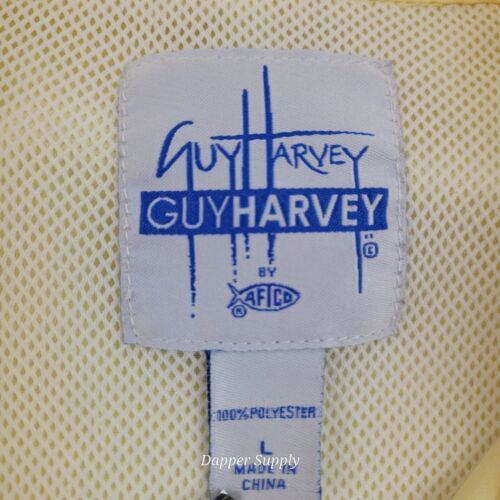 GUY HARVEY
GUYHARVEY
©
BY
AFTCO
®
100% POLYESTER
L
MADE IN
CHINA
Dapper Supply